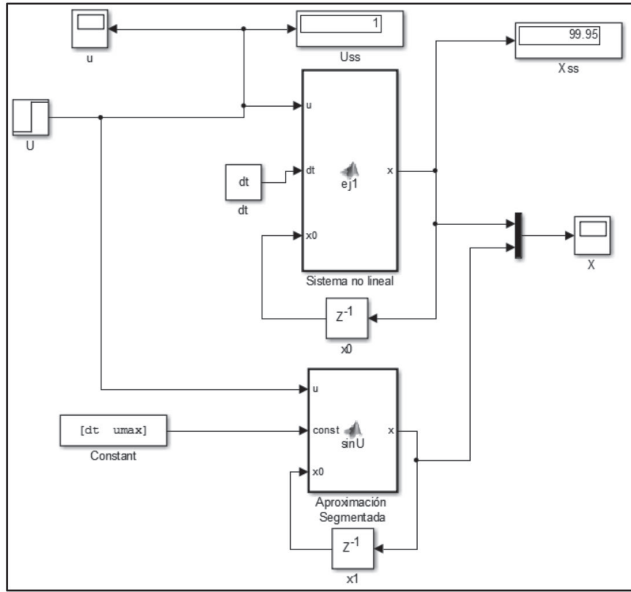 u
1
Uss
99.95
Xss
U
u
dt
x0
x
ej1
dt
dt
Sistema no lineal
X
Z-1
x0
u
const
x0
x
sinU
[dt umax]
Constant
Aproximación
Segmentada
Z-1
x1